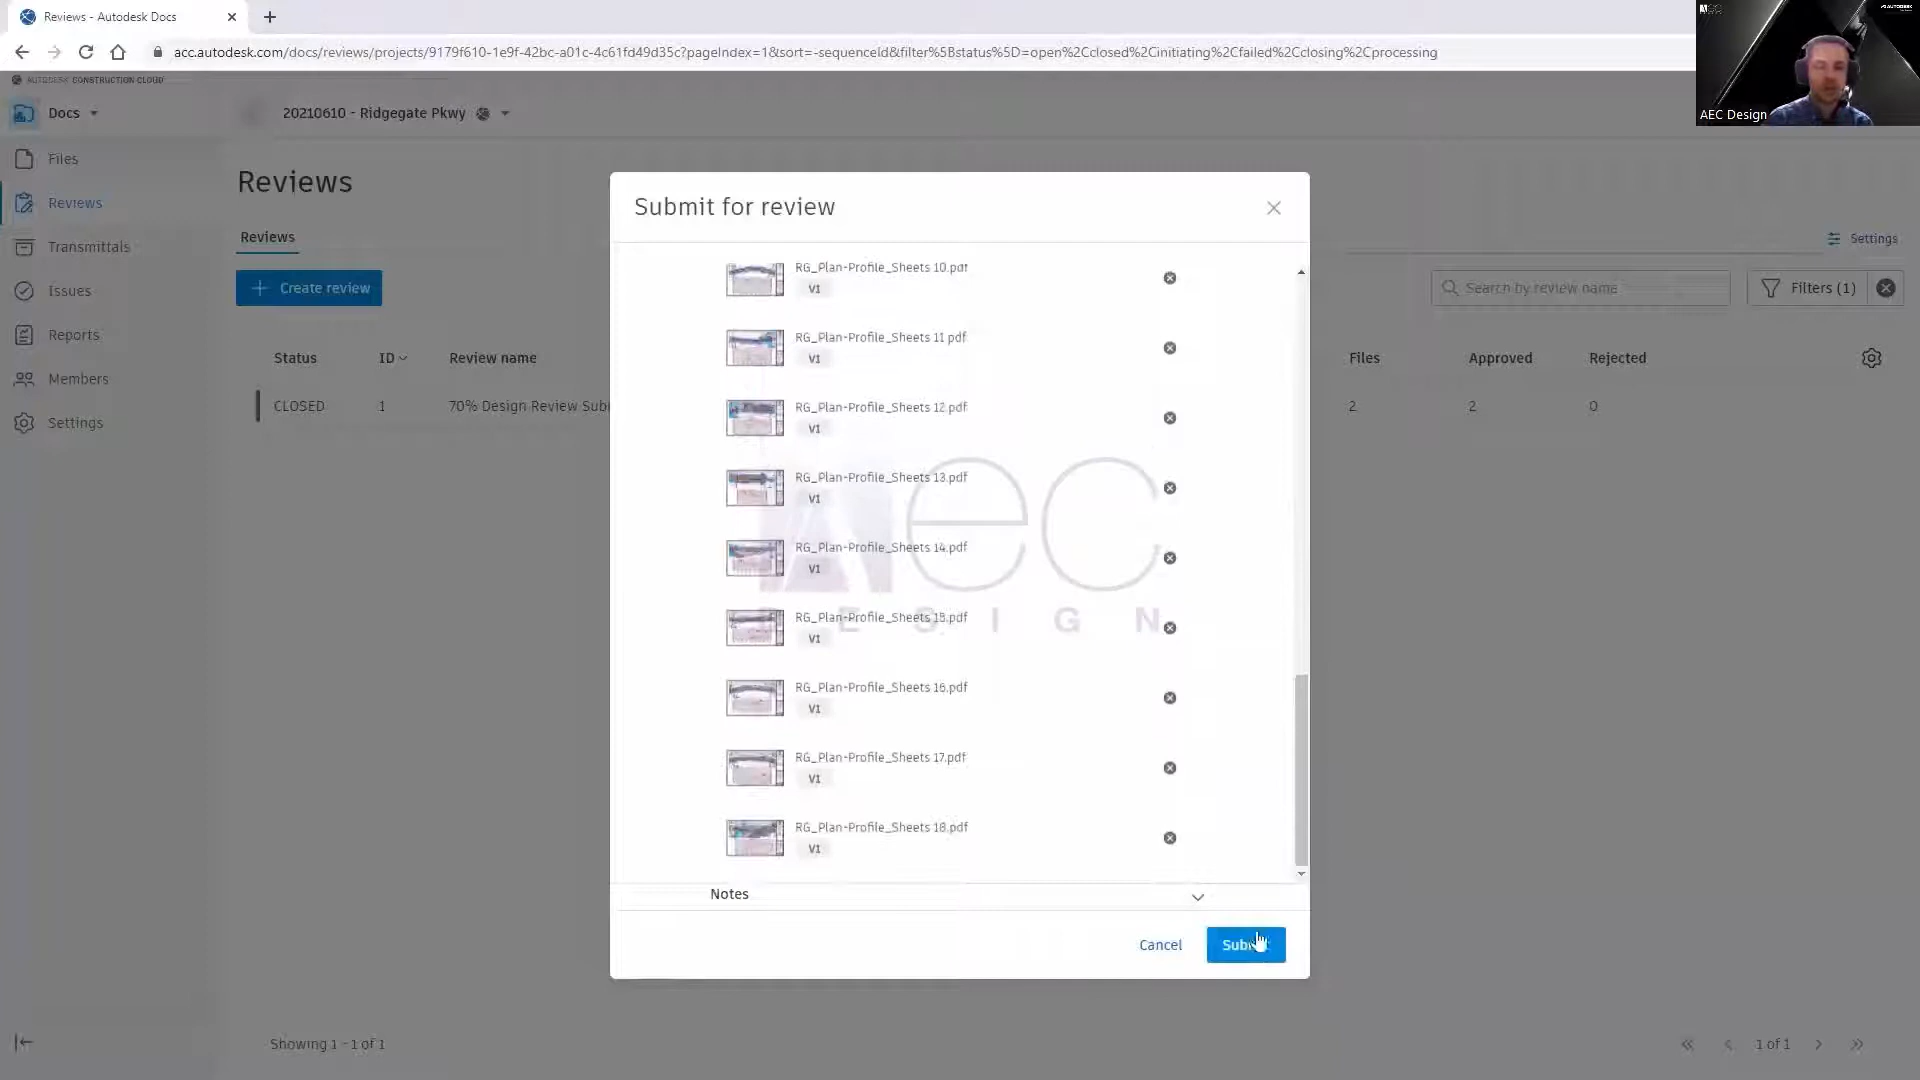 Reviews - Autodesk Docs
acc.autodesk.com/docs/reviews/projects/9179f610-1e9f-42bc-a01c-4c61fd49d35c?pageIndex=1&sort=-sequenceId&filter%5Bstatus%5D=open%2Cclosed%2Cinitiating%2Cfailed%2Cclosing%2Cprocessing
AUTODESK CONSTRUCTION CLOUD
AEC Design
Docs
20210610 - Ridgegate Pkwy
Files
Reviews
Transmittals
Issues
Reports
Members
Settings
Reviews
Reviews
Settings
Create review
Search by review name
Filters (1)
Status ID Review name Files Approved Rejected
CLOSED 1 70% Design Review Sub 2 2 0
Submit for review
RG_Plan-Profile_Sheets 10.pdf
V1
RG_Plan-Profile_Sheets 11.pdf
V1
RG_Plan-Profile_Sheets 12.pdf
V1
RG_Plan-Profile_Sheets 13.pdf
V1
RG_Plan-Profile_Sheets 14.pdf
V1
RG_Plan-Profile_Sheets 15.pdf
V1
RG_Plan-Profile_Sheets 16.pdf
V1
RG_Plan-Profile_Sheets 17.pdf
V1
RG_Plan-Profile_Sheets 18.pdf
V1
AEC
DESIGN
Notes
Cancel Submit
Showing 1 - 1 of 1
1 of 1